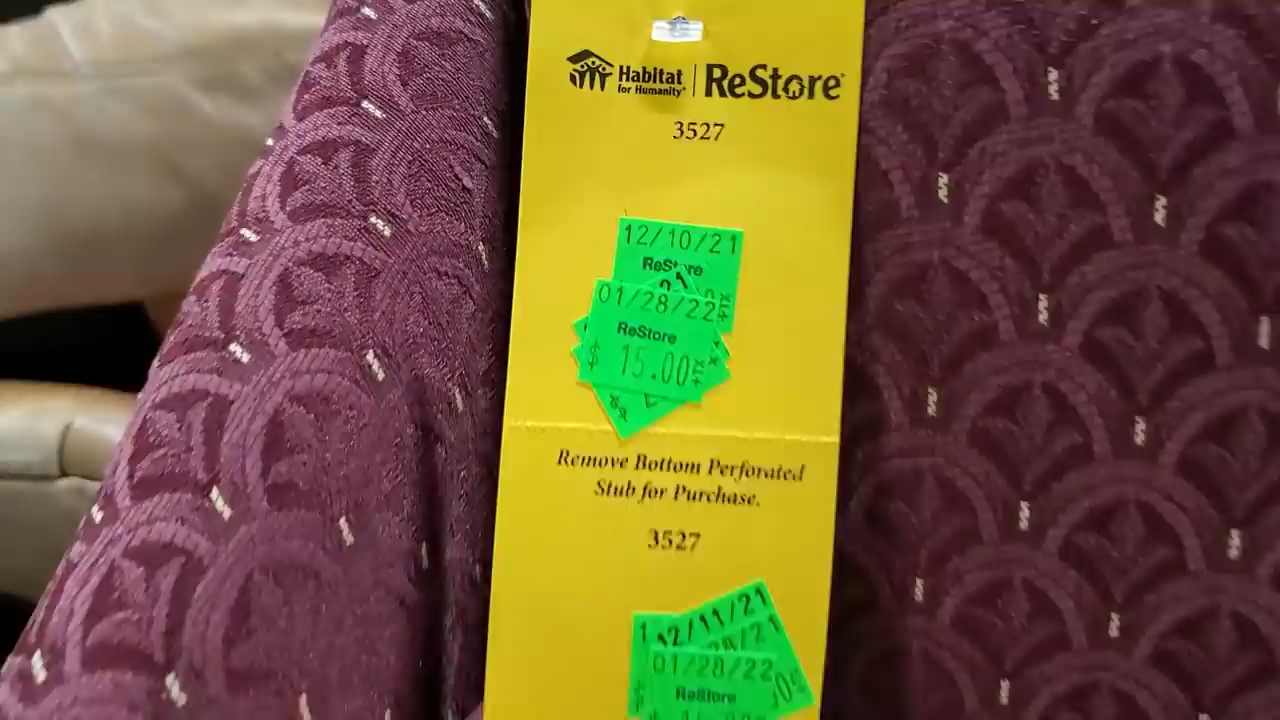 Habitat for Humanity® | ReStore®
3527
12/10/21
ReStore
01/28/22
ReStore
$ 15.00 +TX
Remove Bottom Perforated
Stub for Purchase.
3527
12/11/21
01/28/22
ReStore